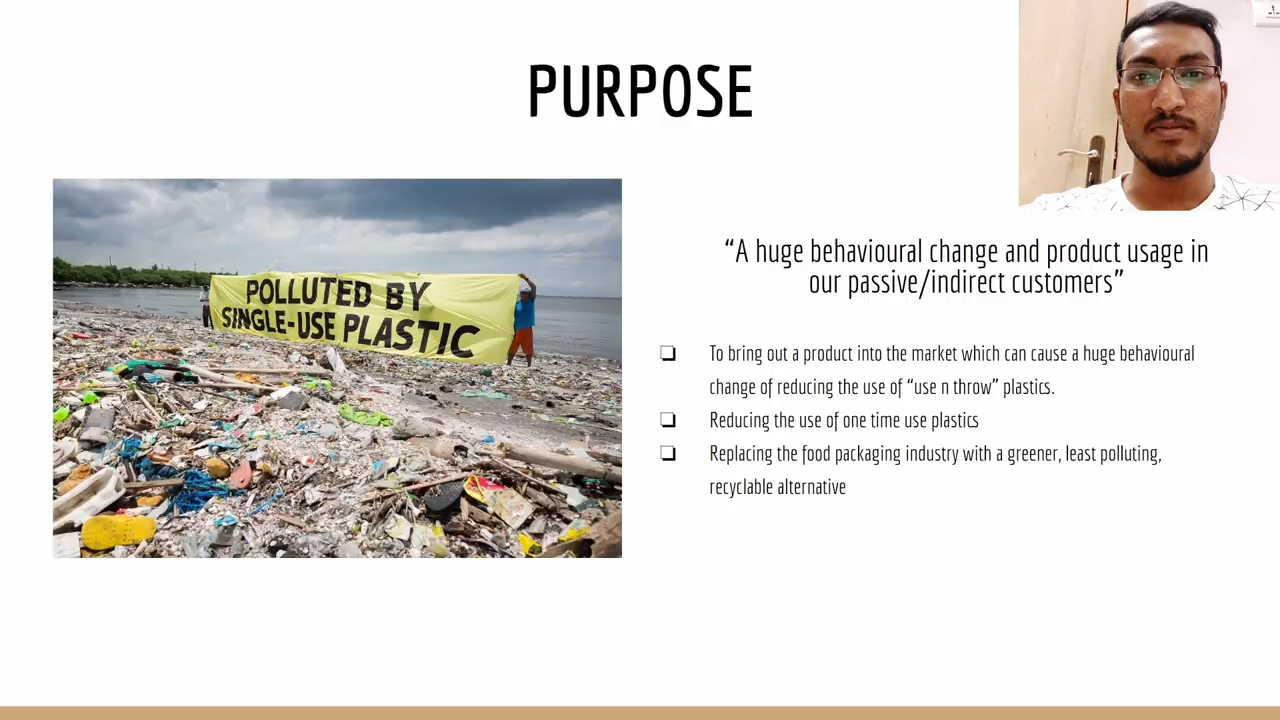 PURPOSE
POLLUTED BY
SINGLE-USE PLASTIC
“A huge behavioural change and product usage in
our passive/indirect customers”
❏ To bring out a product into the market which can cause a huge behavioural
change of reducing the use of “use n throw” plastics.
❏ Reducing the use of one time use plastics
❏ Replacing the food packaging industry with a greener, least polluting,
recyclable alternative